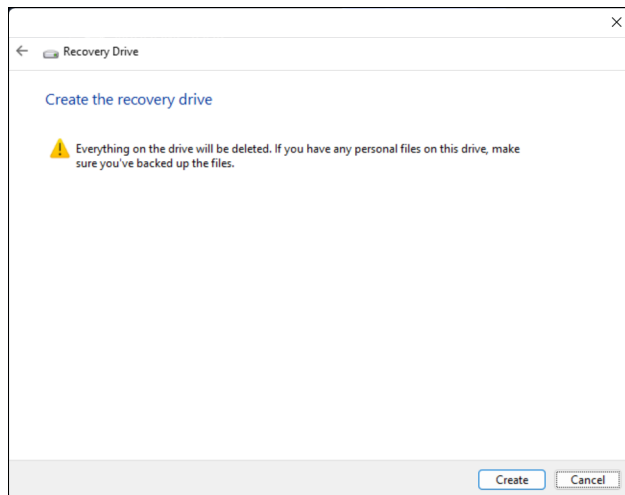 Recovery Drive
Create the recovery drive
Everything on the drive will be deleted. If you have any personal files on this drive, make
sure you've backed up the files.
Create
Cancel